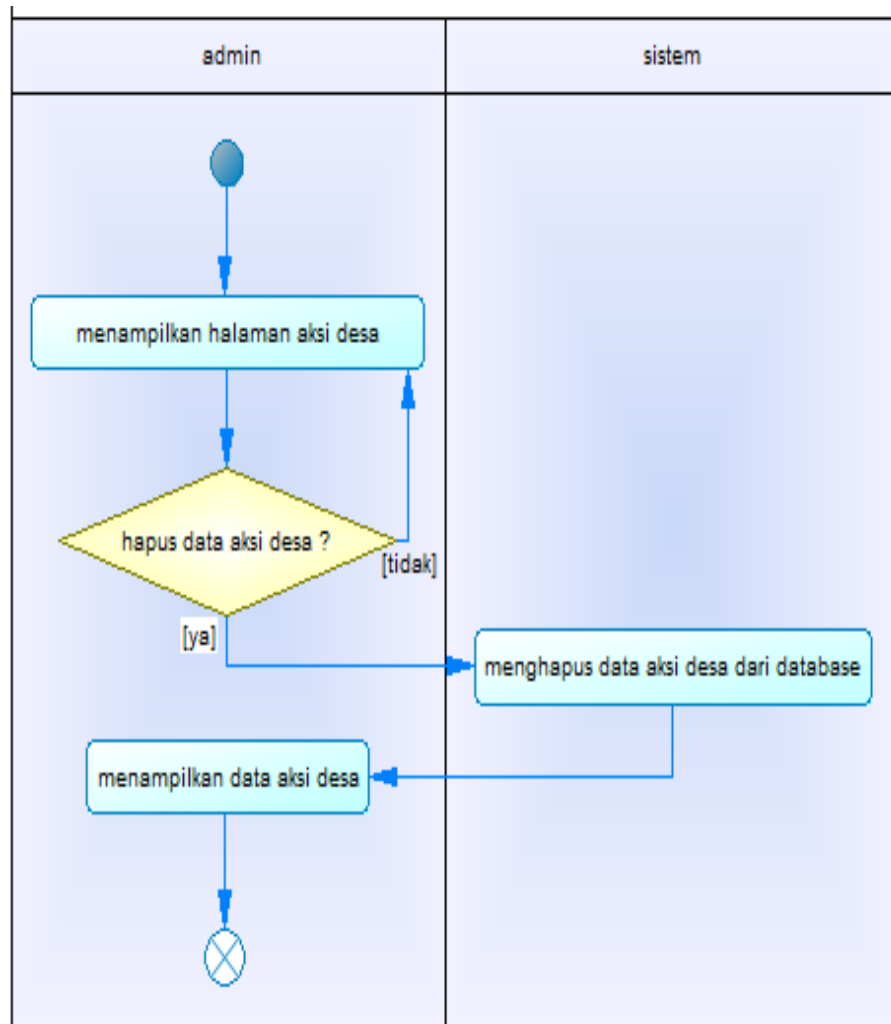 admin
sistem
menampilkan halaman aksi desa
hapus data aksi desa ?
[tidak]
[ya]
menghapus data aksi desa dari database
menampilkan data aksi desa